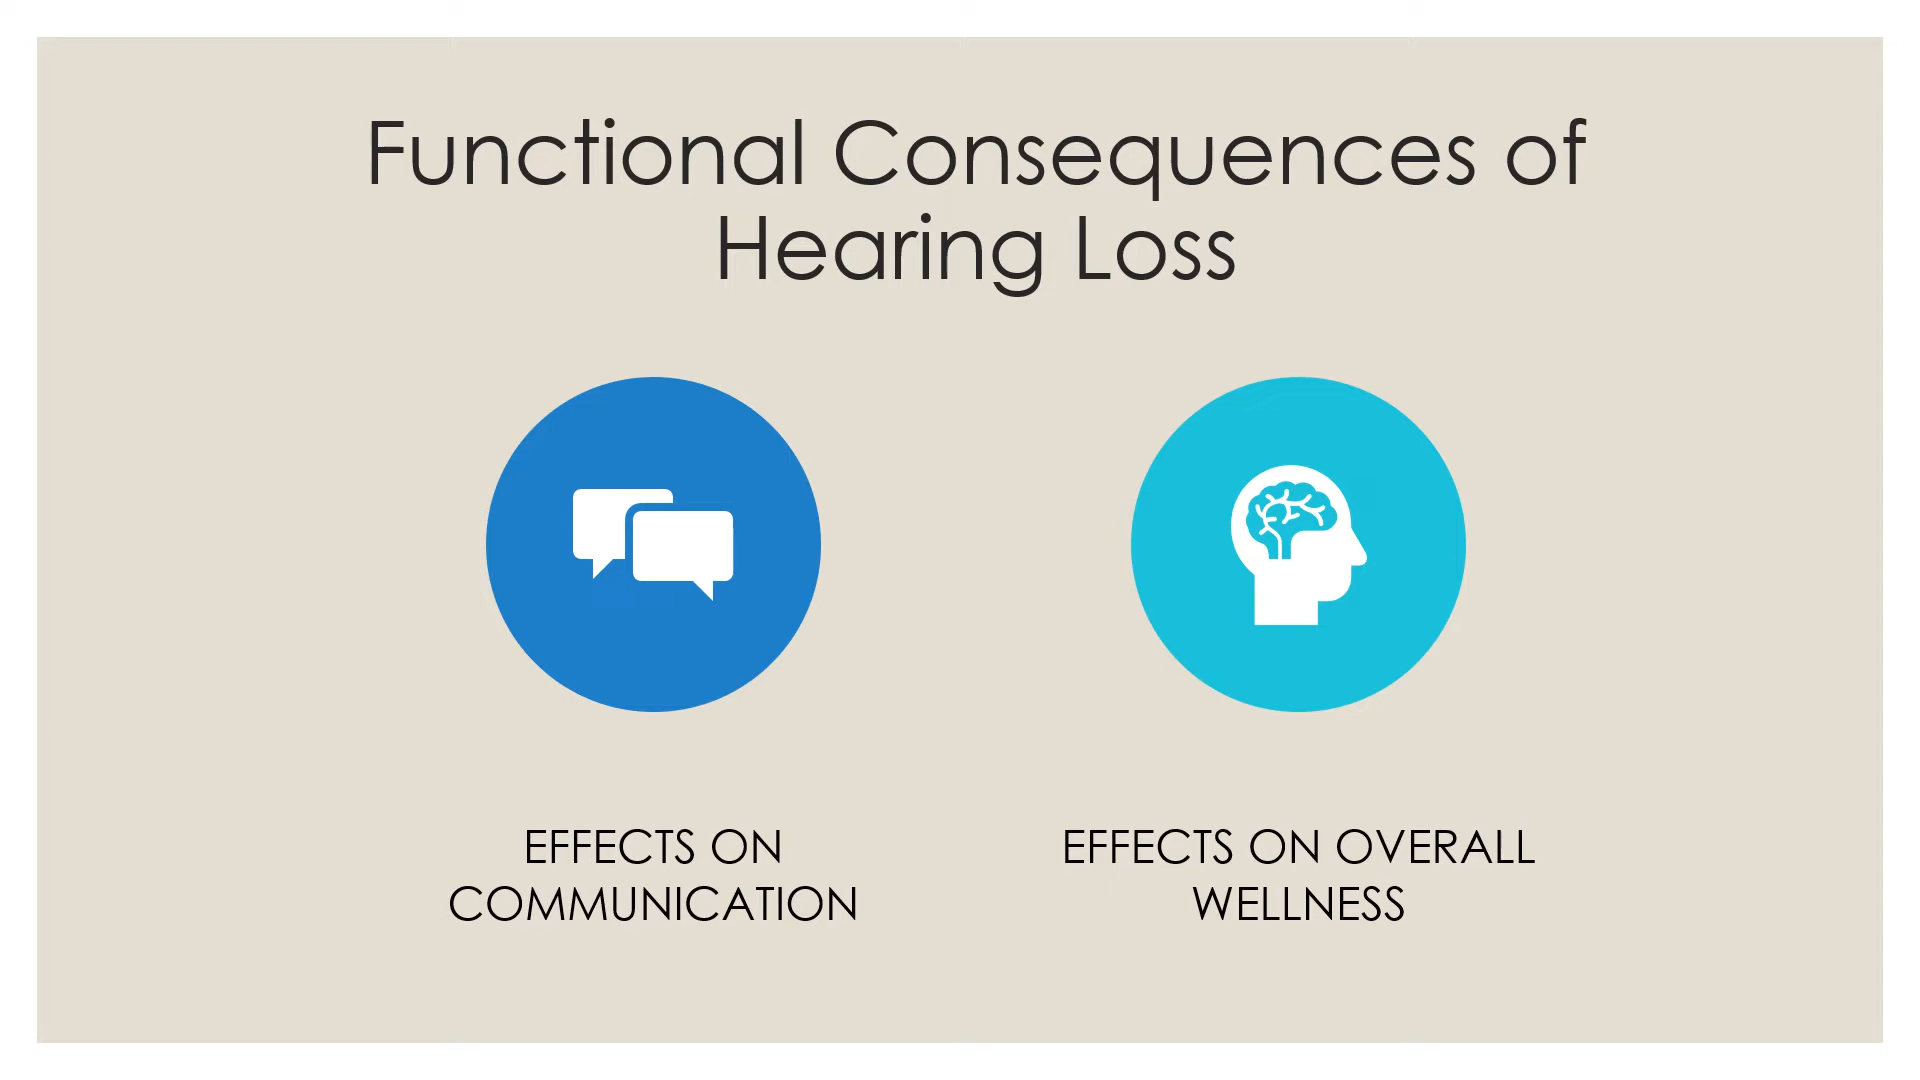 Functional Consequences of
Hearing Loss
EFFECTS ON
COMMUNICATION
EFFECTS ON OVERALL
WELLNESS